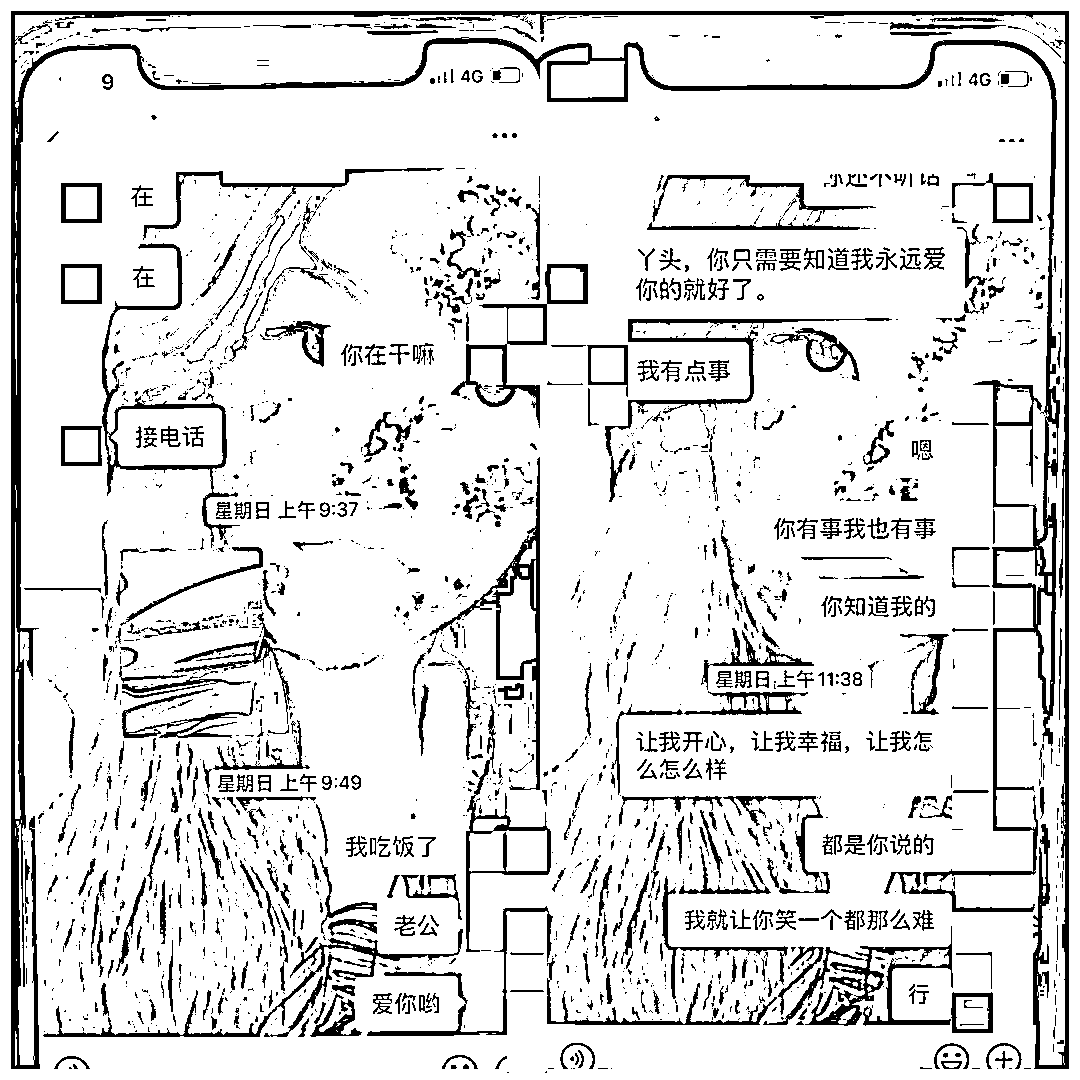 9
4G
在
在
你在干嘛
接电话
星期日 上午9:37
星期日 上午9:49
我吃饭了
老公
爱你哟
4G
你还不听话
丫头，你只需要知道我永远爱
你的就好了。
我有点事
嗯
你有事我也有事
你知道我的
星期日 上午11:38
让我开心，让我幸福，让我怎
么怎么样
都是你说的
我就让你笑一个都那么难
行